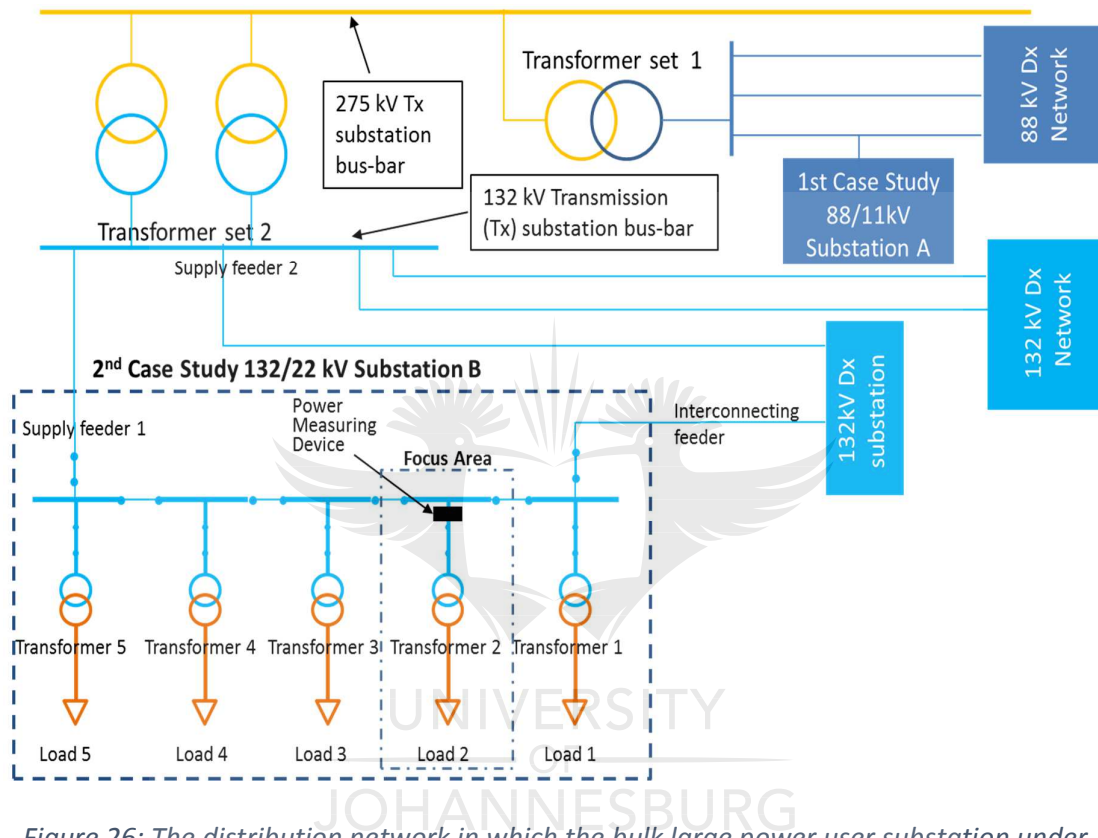 Transformer set 1
275 kV Tx
substation
bus-bar
88 kV Dx
Network
132 kV Transmission
(Tx) substation bus-bar
1st Case Study
88/11kV
Substation A
Transformer set 2
Supply feeder 2
132 kV Dx
Network
2nd Case Study 132/22 kV Substation B
132kV Dx
substation
Power
Measuring
Device
Interconnecting
feeder
Supply feeder 1
Focus Area
Transformer 5
Transformer 4
Transformer 3
Transformer 2
Transformer 1
UNIVERSITY
Load 5
Load 4
Load 3
Load 2
Load 1
OF
JOHANNESBURG
Figure 26: The distribution network in which the bulk large power user substation under